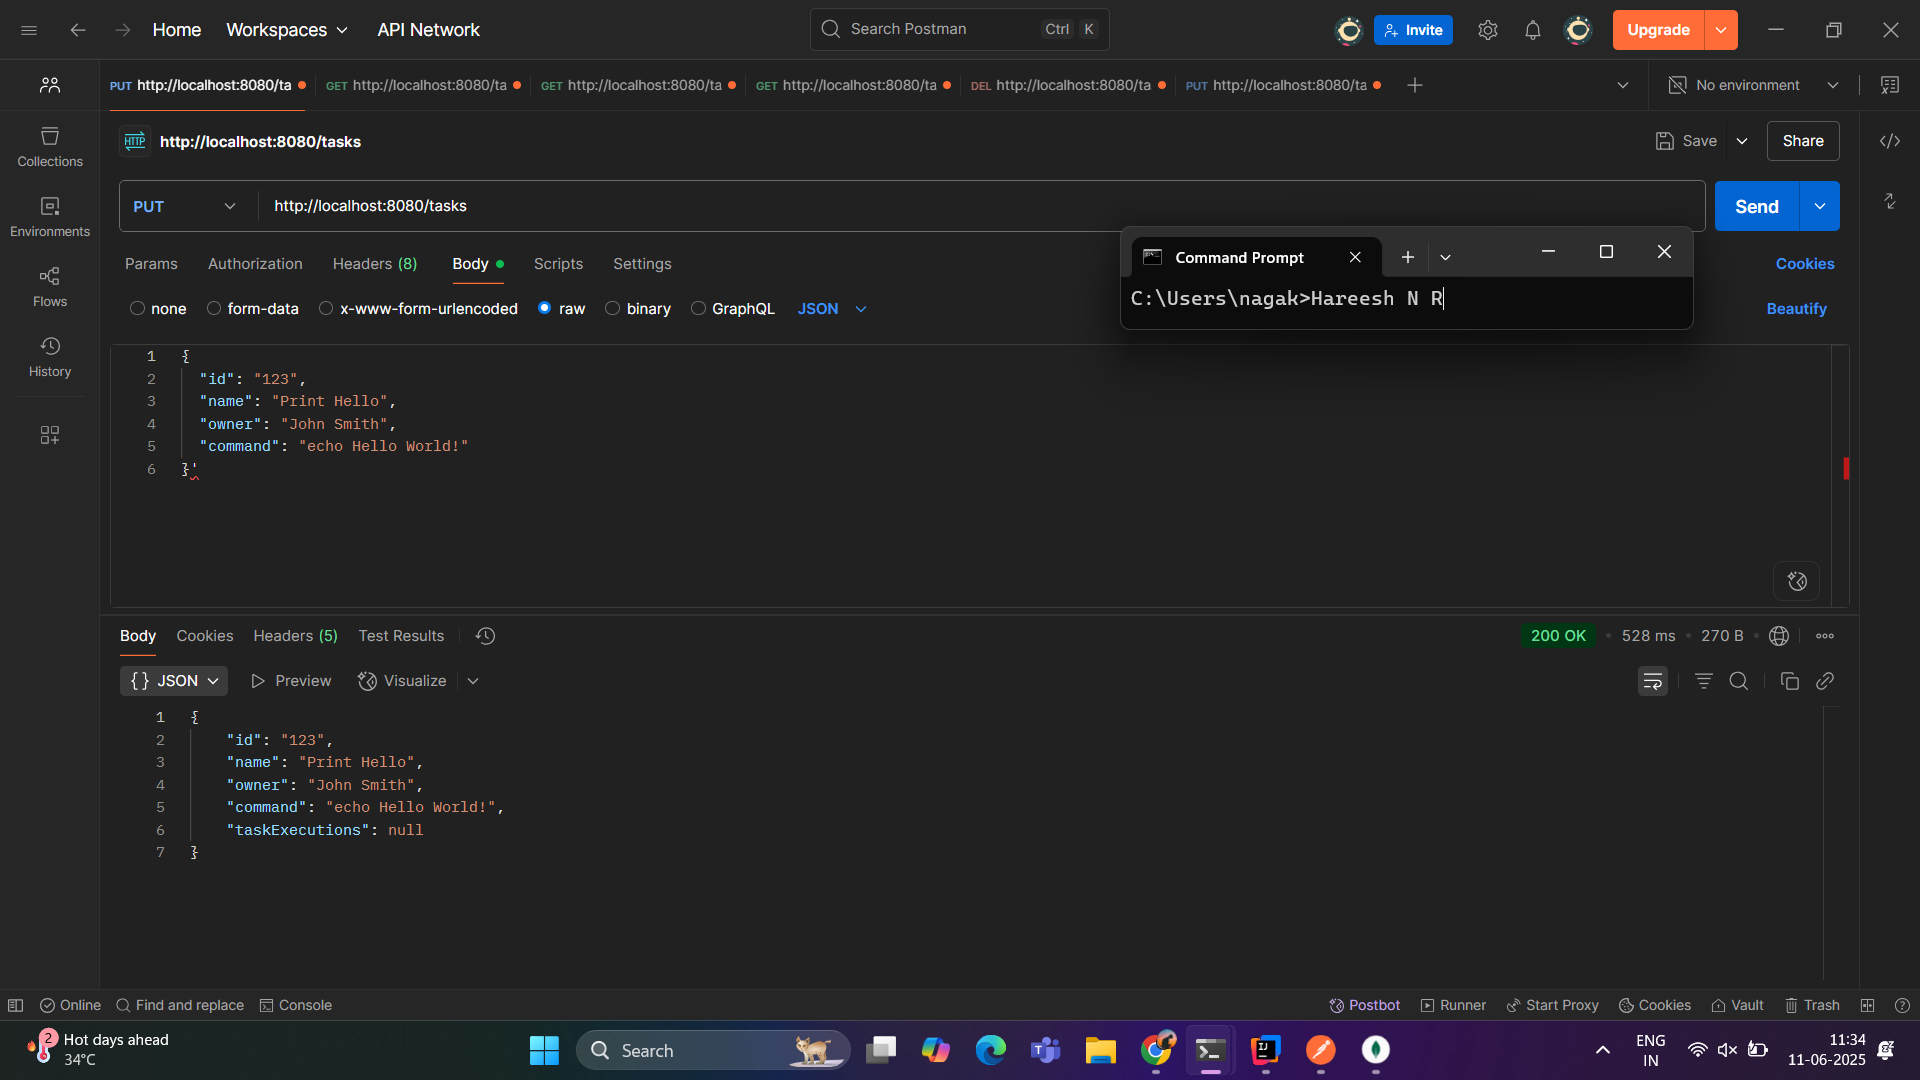 Home Workspaces API Network Search Postman Ctrl K Invite Upgrade
PUT http://localhost:8080/ta GET http://localhost:8080/ta GET http://localhost:8080/ta GET http://localhost:8080/ta DEL http://localhost:8080/ta PUT http://localhost:8080/ta No environment
HTTP http://localhost:8080/tasks Save Share
Collections
Environments
Flows
History
PUT http://localhost:8080/tasks Send
Params Authorization Headers (8) Body Scripts Settings Cookies
none form-data x-www-form-urlencoded raw binary GraphQL JSON Beautify
Command Prompt
C:\Users\nagak>Hareesh N R
1 {
2 "id": "123",
3 "name": "Print Hello",
4 "owner": "John Smith",
5 "command": "echo Hello World!"
6 }'
Body Cookies Headers (5) Test Results 200 OK 528 ms 270 B
{} JSON Preview Visualize
1 {
2 "id": "123",
3 "name": "Print Hello",
4 "owner": "John Smith",
5 "command": "echo Hello World!",
6 "taskExecutions": null
7 }
Online Find and replace Console Postbot Runner Start Proxy Cookies Vault Trash
2 Hot days ahead
34°C
Search
ENG
IN
11:34
11-06-2025